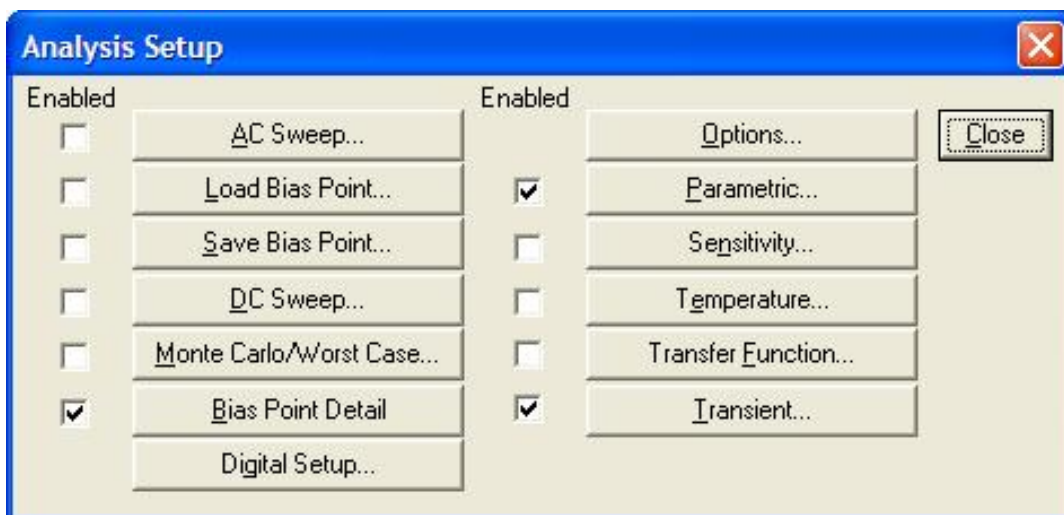 Analysis Setup
Enabled Enabled
AC Sweep... Options... Close
Load Bias Point... Parametric...
Save Bias Point... Sensitivity...
DC Sweep... Temperature...
Monte Carlo/Worst Case... Transfer Function...
Bias Point Detail Transient...
Digital Setup...